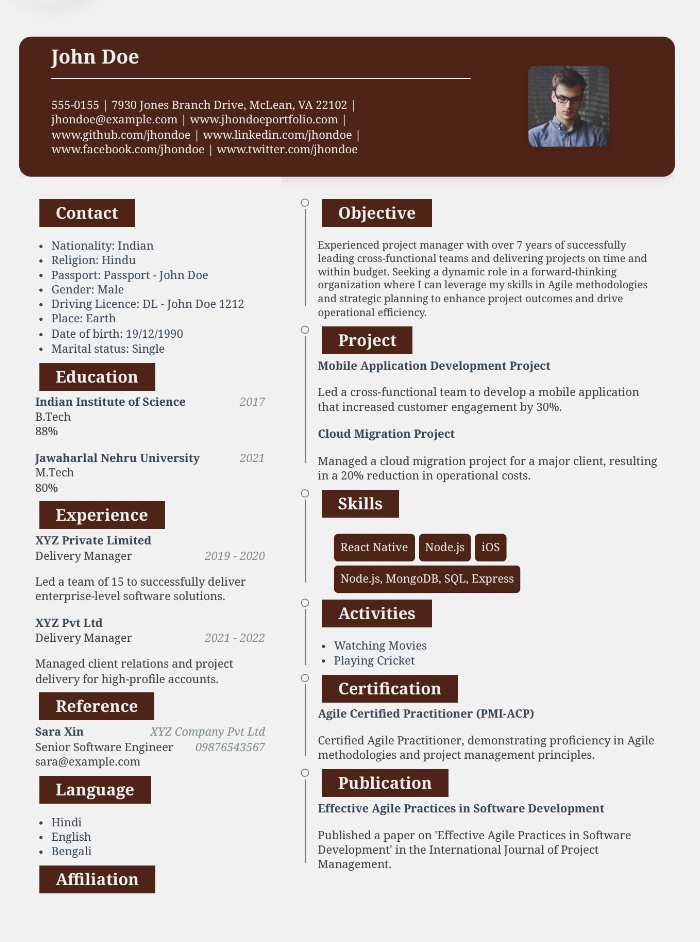 John Doe
555-0155 | 7930 Jones Branch Drive, McLean, VA 22102 |
jhondoe@example.com | www.jhondoeportfolio.com |
www.github.com/jhondoe | www.linkedin.com/jhondoe |
www.facebook.com/jhondoe | www.twitter.com/jhondoe
Contact
• Nationality: Indian
• Religion: Hindu
• Passport: Passport - John Doe
• Gender: Male
• Driving Licence: DL - John Doe 1212
• Place: Earth
• Date of birth: 19/12/1990
• Marital status: Single
Education
Indian Institute of Science 2017
B.Tech
88%
Jawaharlal Nehru University 2021
M.Tech
80%
Experience
XYZ Private Limited
Delivery Manager 2019 - 2020
Led a team of 15 to successfully deliver
enterprise-level software solutions.
XYZ Pvt Ltd
Delivery Manager 2021 - 2022
Managed client relations and project
delivery for high-profile accounts.
Reference
Sara Xin XYZ Company Pvt Ltd
Senior Software Engineer 09876543567
sara@example.com
Language
• Hindi
• English
• Bengali
Affiliation
Objective
Experienced project manager with over 7 years of successfully
leading cross-functional teams and delivering projects on time and
within budget. Seeking a dynamic role in a forward-thinking
organization where I can leverage my skills in Agile methodologies
and strategic planning to enhance project outcomes and drive
operational efficiency.
Project
Mobile Application Development Project
Led a cross-functional team to develop a mobile application
that increased customer engagement by 30%.
Cloud Migration Project
Managed a cloud migration project for a major client, resulting
in a 20% reduction in operational costs.
Skills
React Native Node.js iOS
Node.js, MongoDB, SQL, Express
Activities
• Watching Movies
• Playing Cricket
Certification
Agile Certified Practitioner (PMI-ACP)
Certified Agile Practitioner, demonstrating proficiency in Agile
methodologies and project management principles.
Publication
Effective Agile Practices in Software Development
Published a paper on 'Effective Agile Practices in Software
Development' in the International Journal of Project
Management.